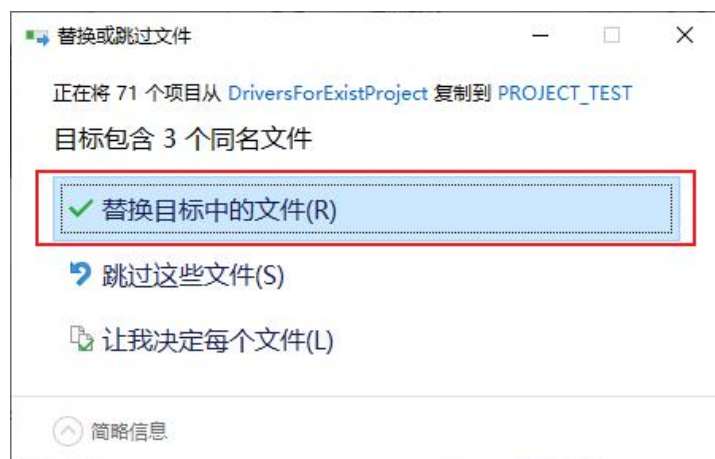 替换或跳过文件
正在将 71 个项目从 DriversForExistProject 复制到 PROJECT_TEST
目标包含 3 个同名文件
替换目标中的文件(R)
跳过这些文件(S)
让我决定每个文件(L)
简略信息